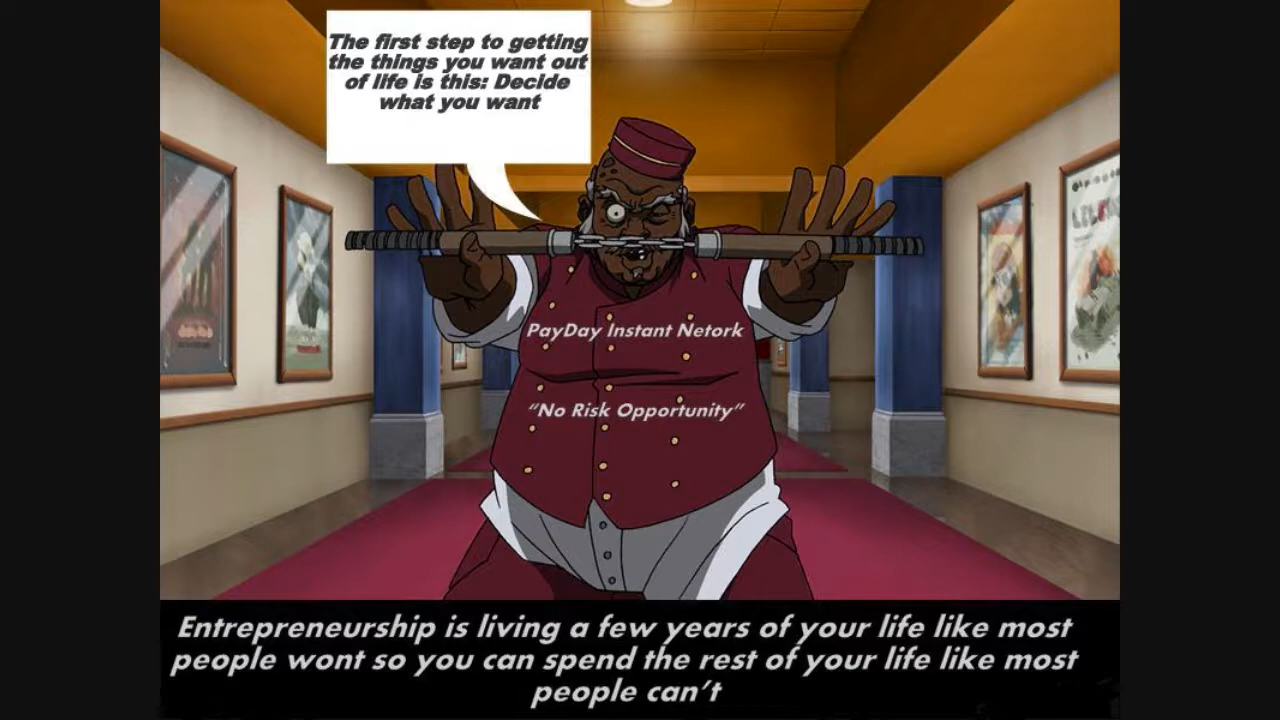 The first step to getting
the things you want out
of life is this: Decide
what you want
PayDay Instant Netork
“No Risk Opportunity”
Entrepreneurship is living a few years of your life like most
people wont so you can spend the rest of your life like most
people can’t